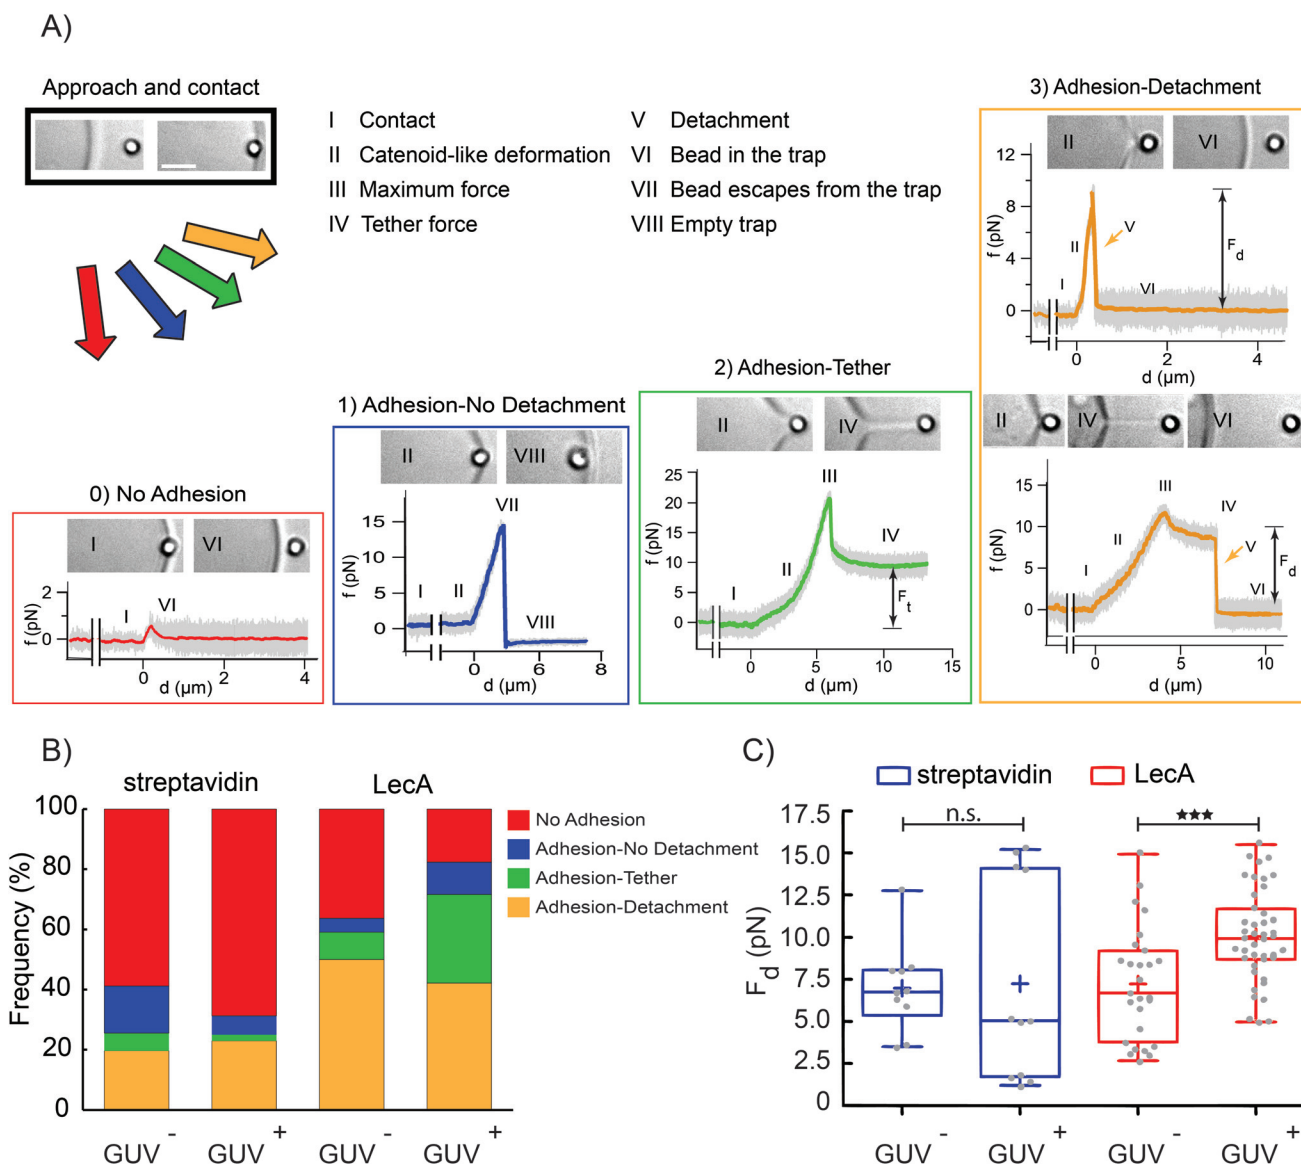 A)
Approach and contact
I Contact
II Catenoid-like deformation
III Maximum force
IV Tether force
V Detachment
VI Bead in the trap
VII Bead escapes from the trap
VIII Empty trap
0) No Adhesion
I
VI
2
0
f (pN)
I
VI
0
2
4
d (µm)
1) Adhesion-No Detachment
II
VIII
VII
15
10
5
0
f (pN)
I
II
VIII
0
6
8
d (µm)
2) Adhesion-Tether
II
IV
25
20
15
10
5
0
f (pN)
III
IV
II
I
Ft
0
5
10
15
d (µm)
3) Adhesion-Detachment
II
VI
12
8
4
0
f (pN)
II
V
I
VI
Fd
0
2
4
d (µm)
II
IV
VI
15
10
5
0
f (pN)
III
IV
II
V
I
VI
Fd
0
5
10
d (µm)
B)
streptavidin
LecA
100
80
60
40
20
0
Frequency (%)
GUV -
GUV +
GUV -
GUV +
No Adhesion
Adhesion-No Detachment
Adhesion-Tether
Adhesion-Detachment
C)
streptavidin
LecA
n.s.
★★★
17.5
15.0
12.5
10.0
7.5
5.0
2.5
0
Fd (pN)
GUV -
GUV +
GUV -
GUV +